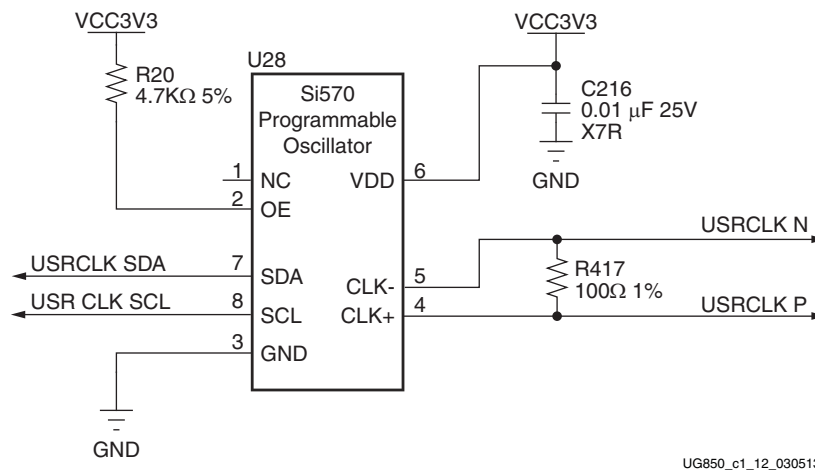 VCC3V3
R20
4.7KΩ 5%
U28
Si570
Programmable
Oscillator
1
NC
2
OE
7
SDA
8
SCL
3
GND
VDD
6
CLK-
5
CLK+
4
VCC3V3
C216
0.01 μF 25V
X7R
GND
USRCLK N
R417
100Ω 1%
USRCLK P
USRCLK SDA
USR CLK SCL
GND
UG850_c1_12_030513